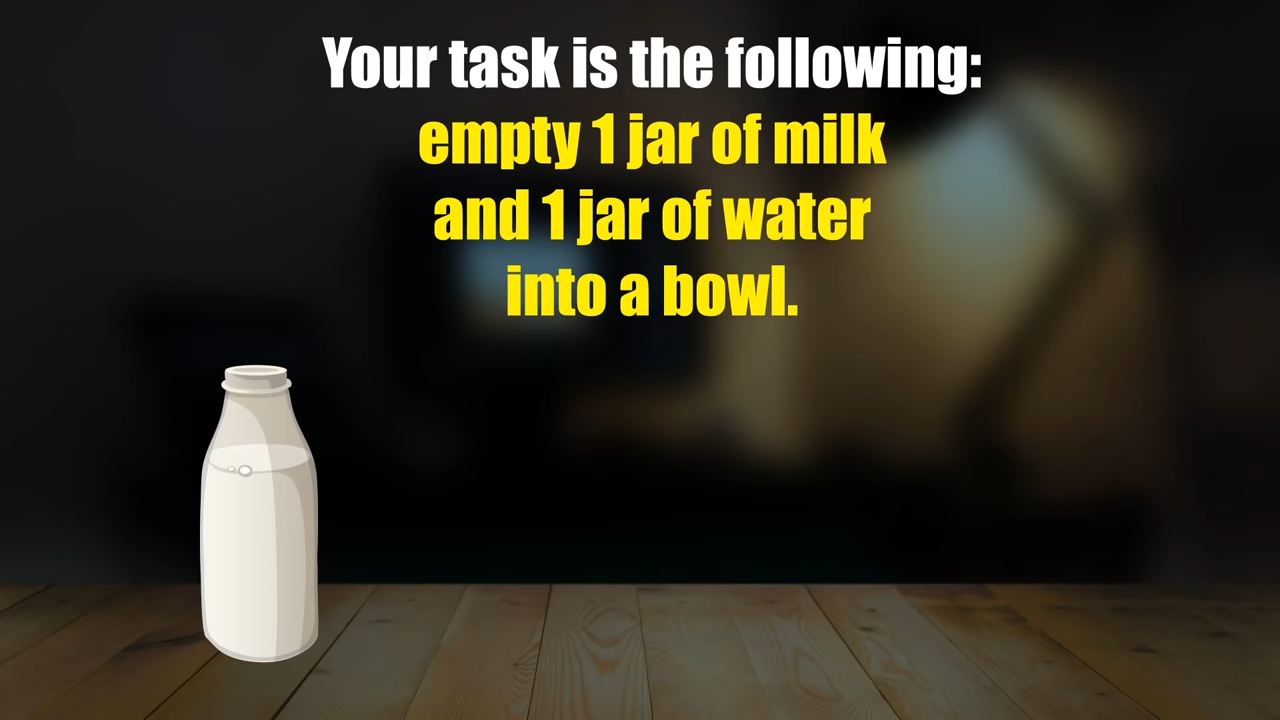 Your task is the following:
empty 1 jar of milk
and 1 jar of water
into a bowl.